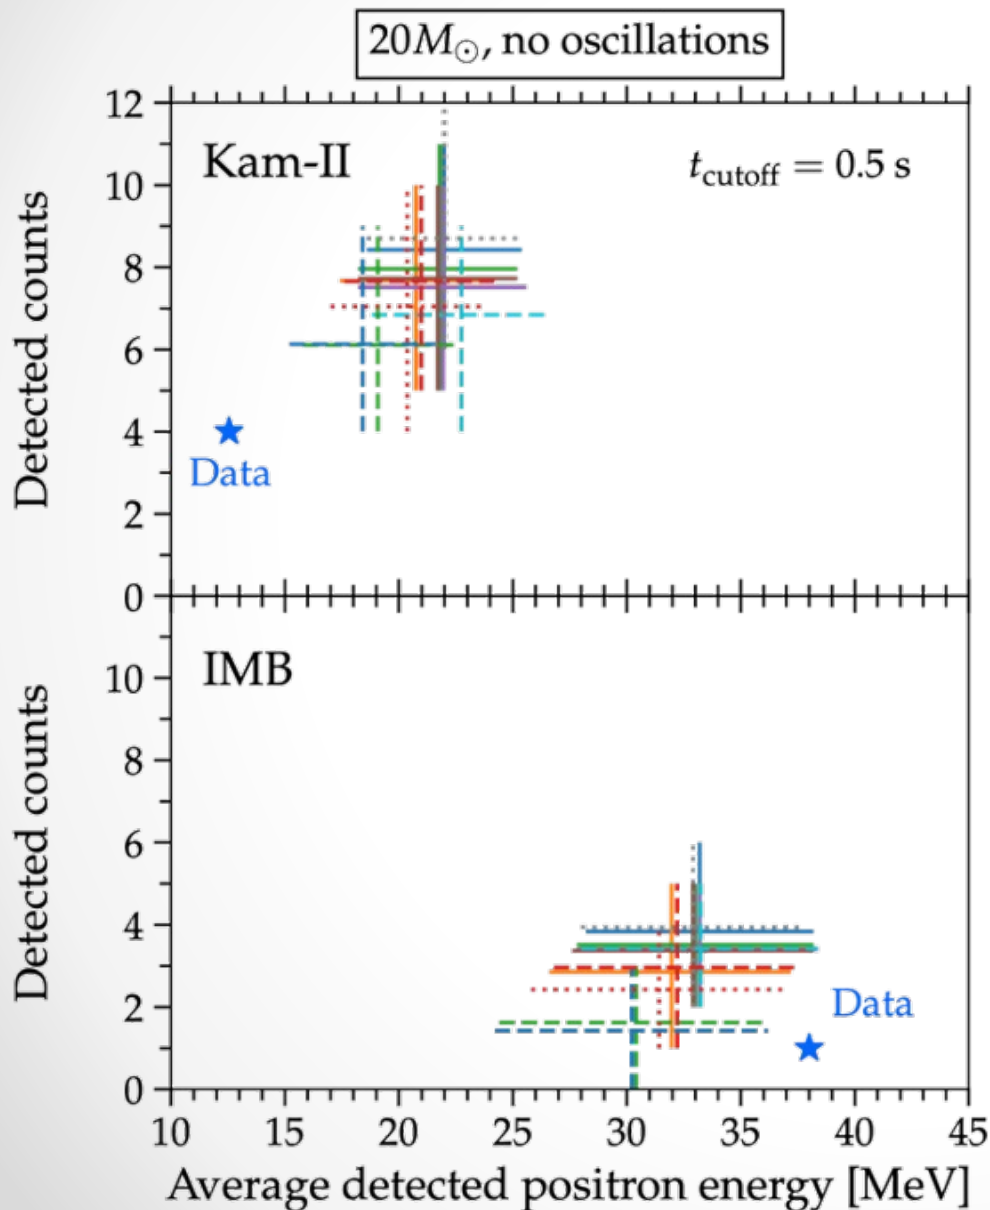 20M☉, no oscillations
12
10
8
6
4
2
0
Detected counts
Kam-II
t_cutoff = 0.5 s
Data
10
8
6
4
2
0
Detected counts
IMB
Data
10 15 20 25 30 35 40 45
Average detected positron energy [MeV]